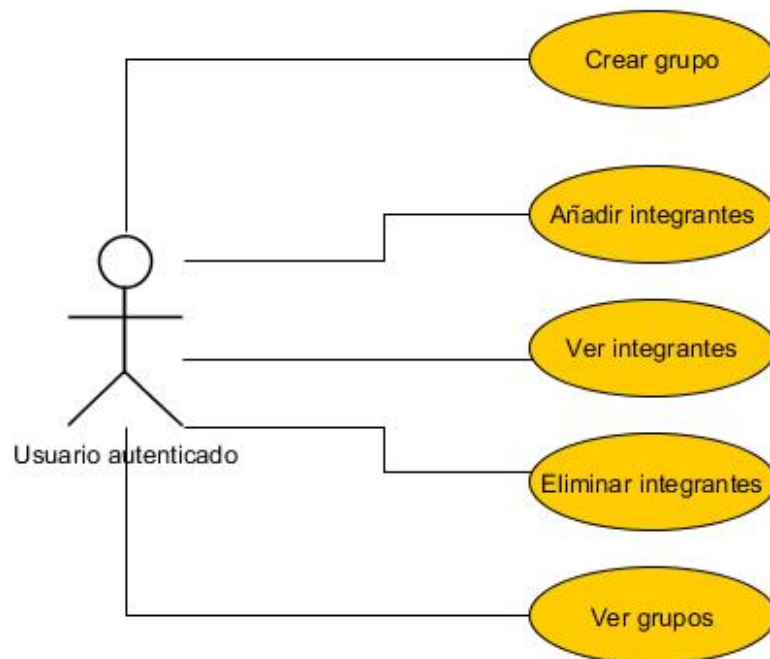 Crear grupo
Añadir integrantes
Ver integrantes
Usuario autenticado
Eliminar integrantes
Ver grupos